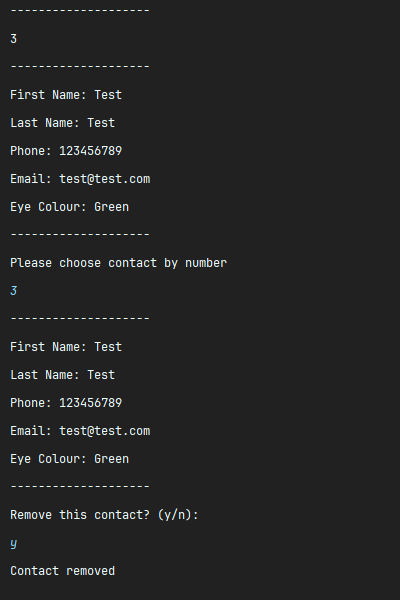 --------------------
3
--------------------
First Name: Test
Last Name: Test
Phone: 123456789
Email: test@test.com
Eye Colour: Green
--------------------
Please choose contact by number
3
--------------------
First Name: Test
Last Name: Test
Phone: 123456789
Email: test@test.com
Eye Colour: Green
--------------------
Remove this contact? (y/n):
y
Contact removed